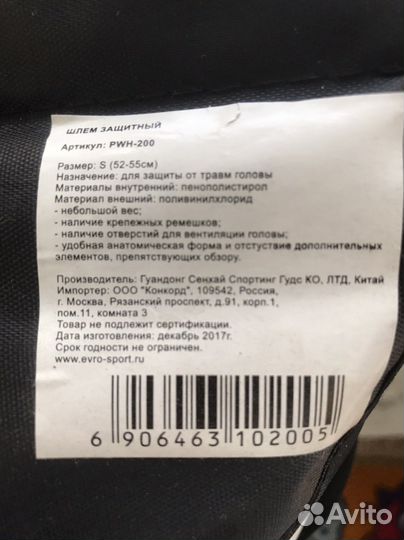 ШЛЕМ ЗАЩИТНЫЙ
Артикул: PWH-200
Размер: S (52-55см)
Назначение: для защиты от травм головы
Материалы внутренний: пенополистирол
Материал внешний: поливинилхлорид
- небольшой вес;
- наличие крепежных ремешков;
- наличие отверстий для вентиляции головы;
- удобная анатомическая форма и отстуствие дополнительных
элементов, препятствующих обзору.
Производитель: Гуандонг Сенхай Спортинг Гудс КО. ЛТД, Китай
Импортер: ООО "Конкорд", 109542, Россия,
г. Москва, Рязанский проспект, д.91, корп.1,
пом.11, комната 3
Товар не подлежит сертификации.
Дата изготовления: декабрь 2017г.
Срок годности не ограничен.
www.evro-sport.ru
6 906463 102005
Avito